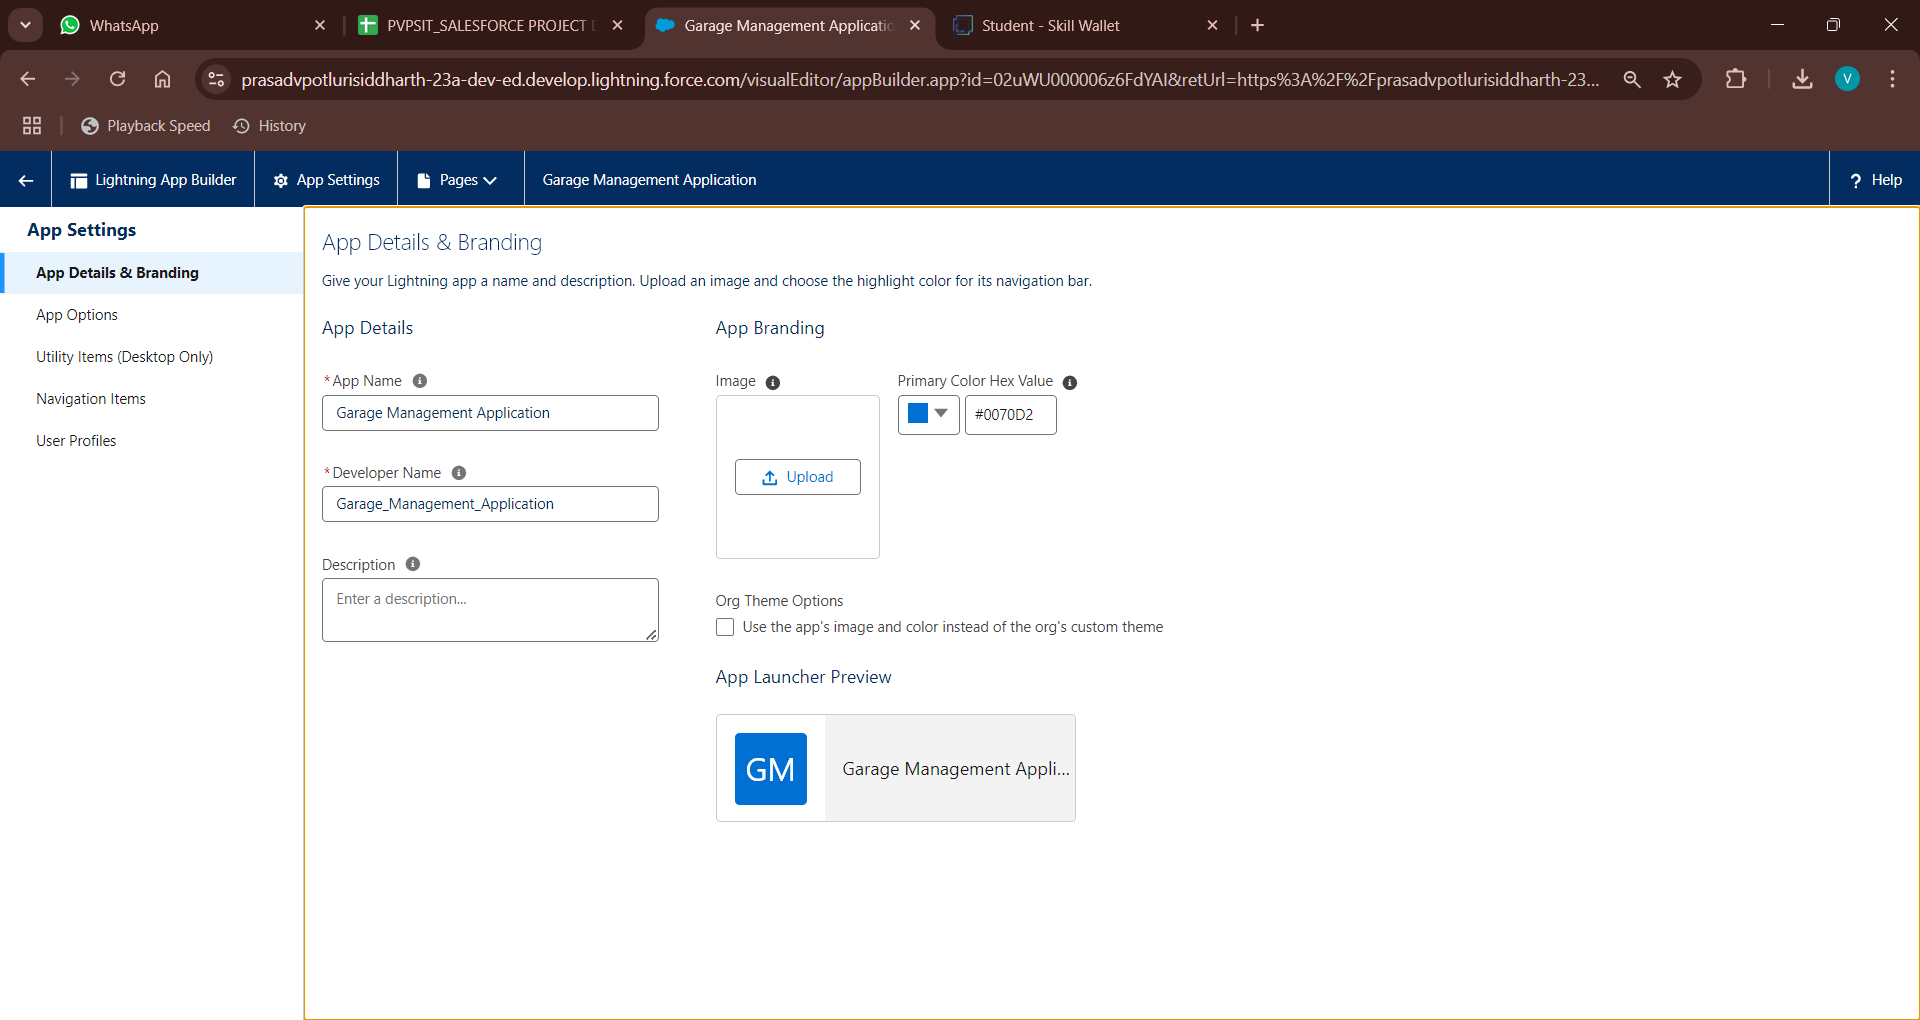 WhatsApp
PVPSIT_SALESFORCE PROJECT
Garage Management Applicatio
Student - Skill Wallet
prasadvpotlurisiddharth-23a-dev-ed.develop.lightning.force.com/visualEditor/appBuilder.app?id=02uWU000006z6FdYAI&retUrl=https%3A%2F%2Fprasadvpotlurisiddharth-23...
V
Playback Speed
History
Lightning App Builder
App Settings
Pages
Garage Management Application
? Help
App Settings
App Details & Branding
App Options
Utility Items (Desktop Only)
Navigation Items
User Profiles
App Details & Branding
Give your Lightning app a name and description. Upload an image and choose the highlight color for its navigation bar.
App Details
*App Name
Garage Management Application
*Developer Name
Garage_Management_Application
Description
Enter a description...
App Branding
Image
Upload
Primary Color Hex Value
#0070D2
Org Theme Options
Use the app's image and color instead of the org's custom theme
App Launcher Preview
GM
Garage Management Appli...